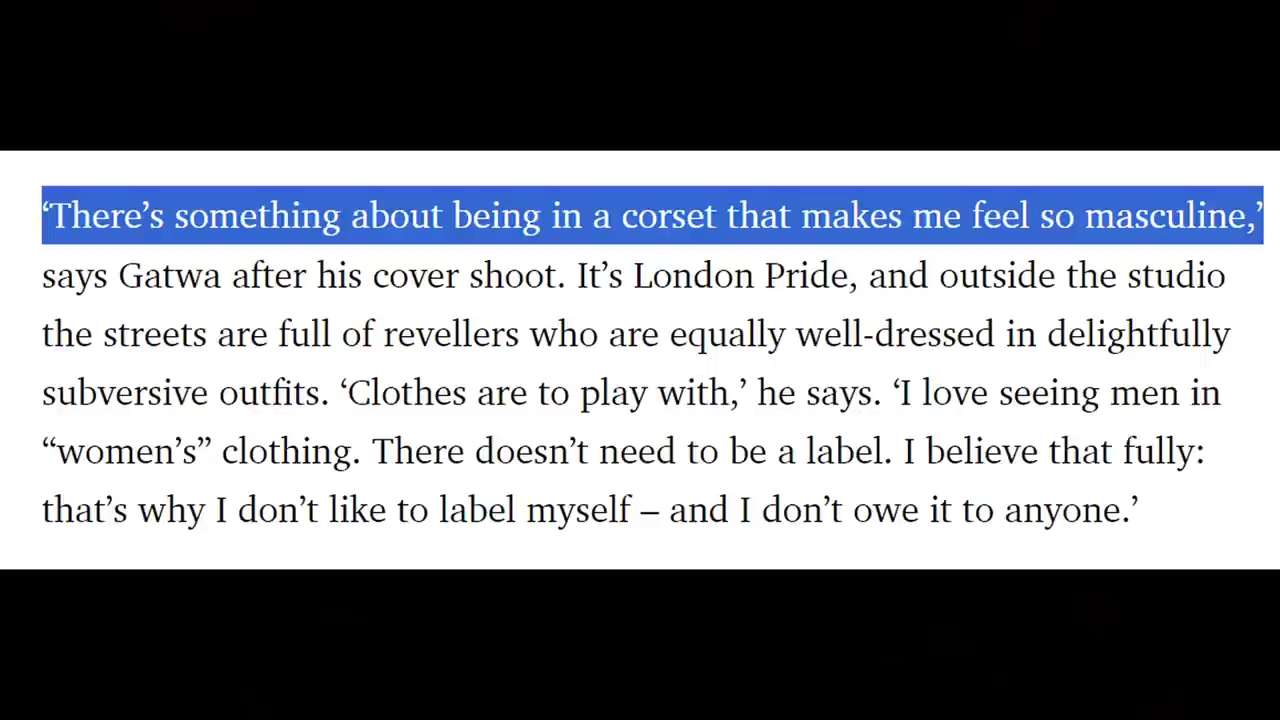 ‘There’s something about being in a corset that makes me feel so masculine,’
says Gatwa after his cover shoot. It’s London Pride, and outside the studio
the streets are full of revellers who are equally well-dressed in delightfully
subversive outfits. ‘Clothes are to play with,’ he says. ‘I love seeing men in
“women’s” clothing. There doesn’t need to be a label. I believe that fully:
that’s why I don’t like to label myself – and I don’t owe it to anyone.’